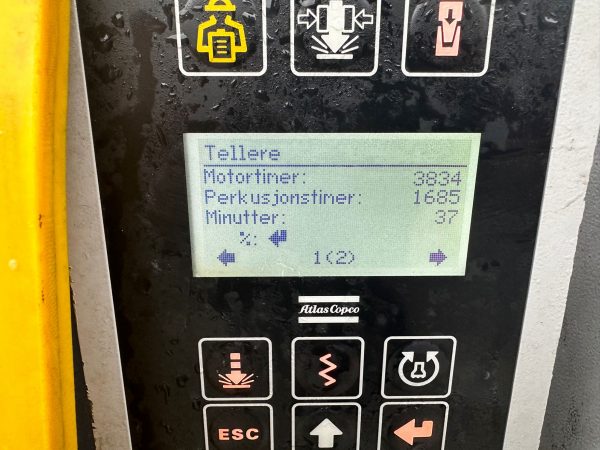 Tellere
Motortimer: 3834
Perkusjonstimer: 1685
Minutter: 37
%:
1(2)
Atlas Copco
ESC